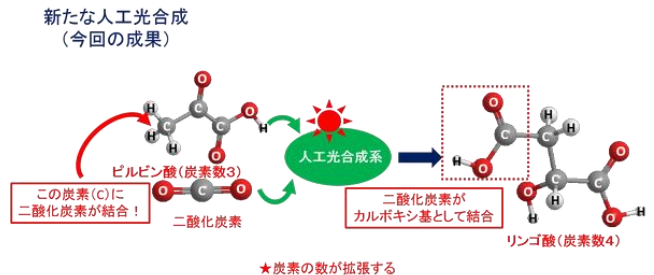 新たな人工光合成
（今回の成果）
O
C
O
H
H
C
C
H
H
O
ピルビン酸（炭素数3）
この炭素(C)に
二酸化炭素が結合！
O
C
O
二酸化炭素
人工光合成系
二酸化炭素が
カルボキシ基として結合
O
C
H
O
H
C
H
O
O
C
C
H
H
O
H
リンゴ酸（炭素数4）
★炭素の数が拡張する